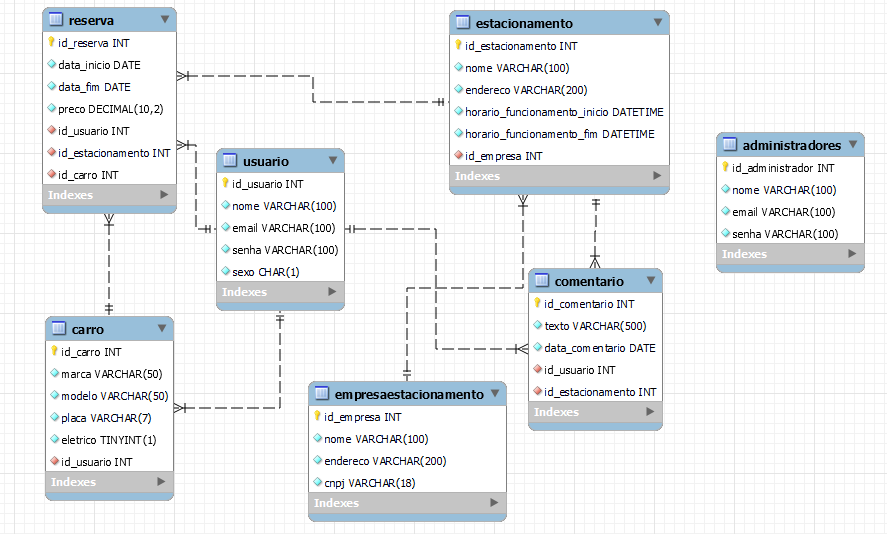 reserva
id_reserva INT
data_inicio DATE
data_fim DATE
preco DECIMAL(10,2)
id_usuario INT
id_estacionamento INT
id_carro INT
Indexes
estacionamento
id_estacionamento INT
nome VARCHAR(100)
endereco VARCHAR(200)
horario_funcionamento_inicio DATETIME
horario_funcionamento_fim DATETIME
id_empresa INT
Indexes
administradores
id_administrador INT
nome VARCHAR(100)
email VARCHAR(100)
senha VARCHAR(100)
Indexes
usuario
id_usuario INT
nome VARCHAR(100)
email VARCHAR(100)
senha VARCHAR(100)
sexo CHAR(1)
Indexes
comentario
id_comentario INT
texto VARCHAR(500)
data_comentario DATE
id_usuario INT
id_estacionamento INT
Indexes
carro
id_carro INT
marca VARCHAR(50)
modelo VARCHAR(50)
placa VARCHAR(7)
eletrico TINYINT(1)
id_usuario INT
Indexes
empresaestacionamento
id_empresa INT
nome VARCHAR(100)
endereco VARCHAR(200)
cnpj VARCHAR(18)
Indexes